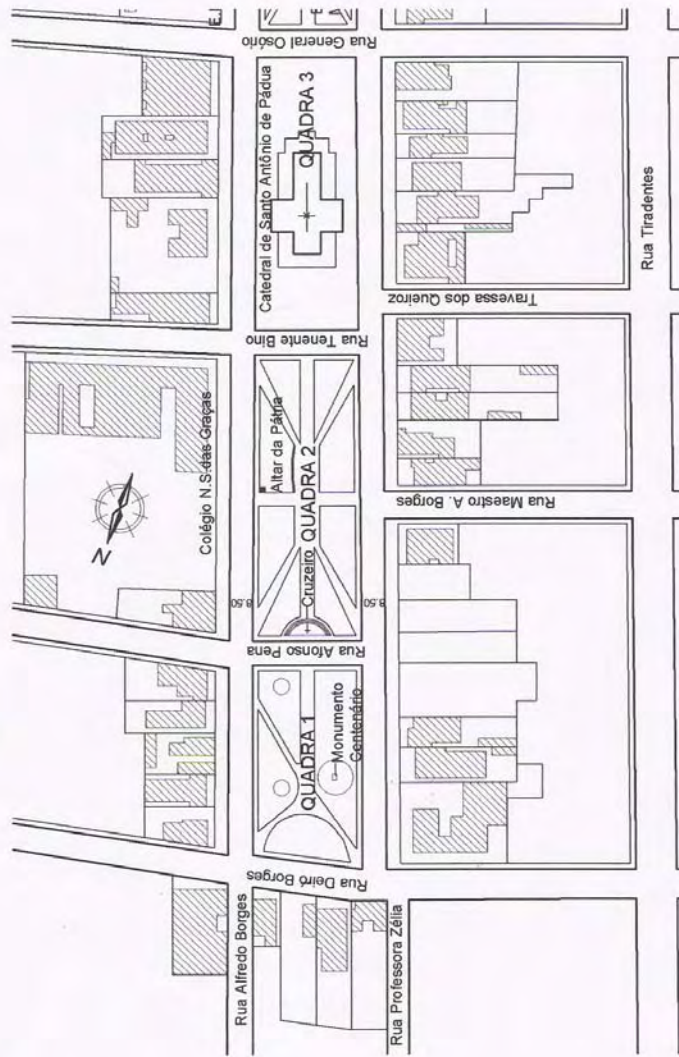 Rua General Osório
Catedral de Santo Antônio de Pádua
QUADRA 3
Rua Tiradentes
Travessa dos Queiroz
Rua Tenente Bino
Colégio N.S.das Graças
Altar da Pátria
QUADRA 2
Cruzeiro
N
Rua Maestro A. Borges
8.50
8.50
Rua Afonso Pena
QUADRA 1
Monumento
Centenário
Rua Deiró Borges
Rua Alfredo Borges
Rua Professora Zélia